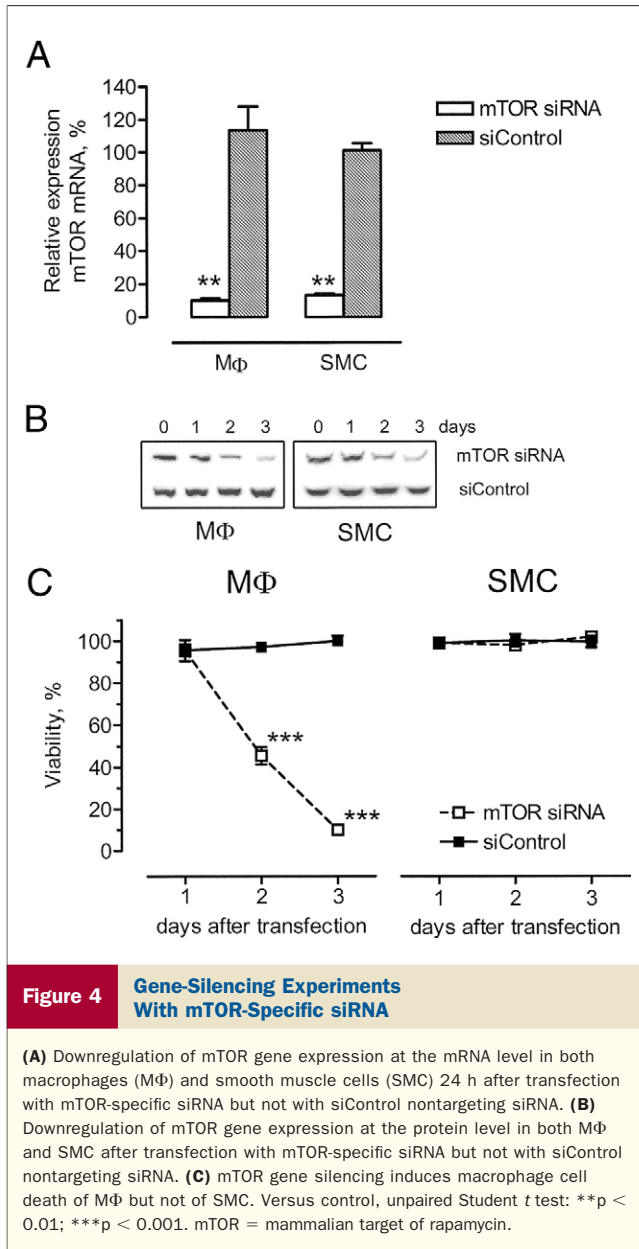 A
Relative expression
mTOR mRNA, %
140
120
100
80
60
40
20
0
**
**
MΦ
SMC
mTOR siRNA
siControl
B
0 1 2 3 days
0 1 2 3
mTOR siRNA
siControl
MΦ
SMC
C
MΦ
SMC
Viability, %
100
80
60
40
20
0
***
***
mTOR siRNA
siControl
1 2 3
1 2 3
days after transfection
days after transfection
Figure 4
Gene-Silencing Experiments
With mTOR-Specific siRNA
(A) Downregulation of mTOR gene expression at the mRNA level in both
macrophages (MΦ) and smooth muscle cells (SMC) 24 h after transfection
with mTOR-specific siRNA but not with siControl nontargeting siRNA. (B)
Downregulation of mTOR gene expression at the protein level in both MΦ
and SMC after transfection with mTOR-specific siRNA but not with siControl
nontargeting siRNA. (C) mTOR gene silencing induces macrophage cell
death of MΦ but not of SMC. Versus control, unpaired Student t test: **p <
0.01; ***p < 0.001. mTOR = mammalian target of rapamycin.